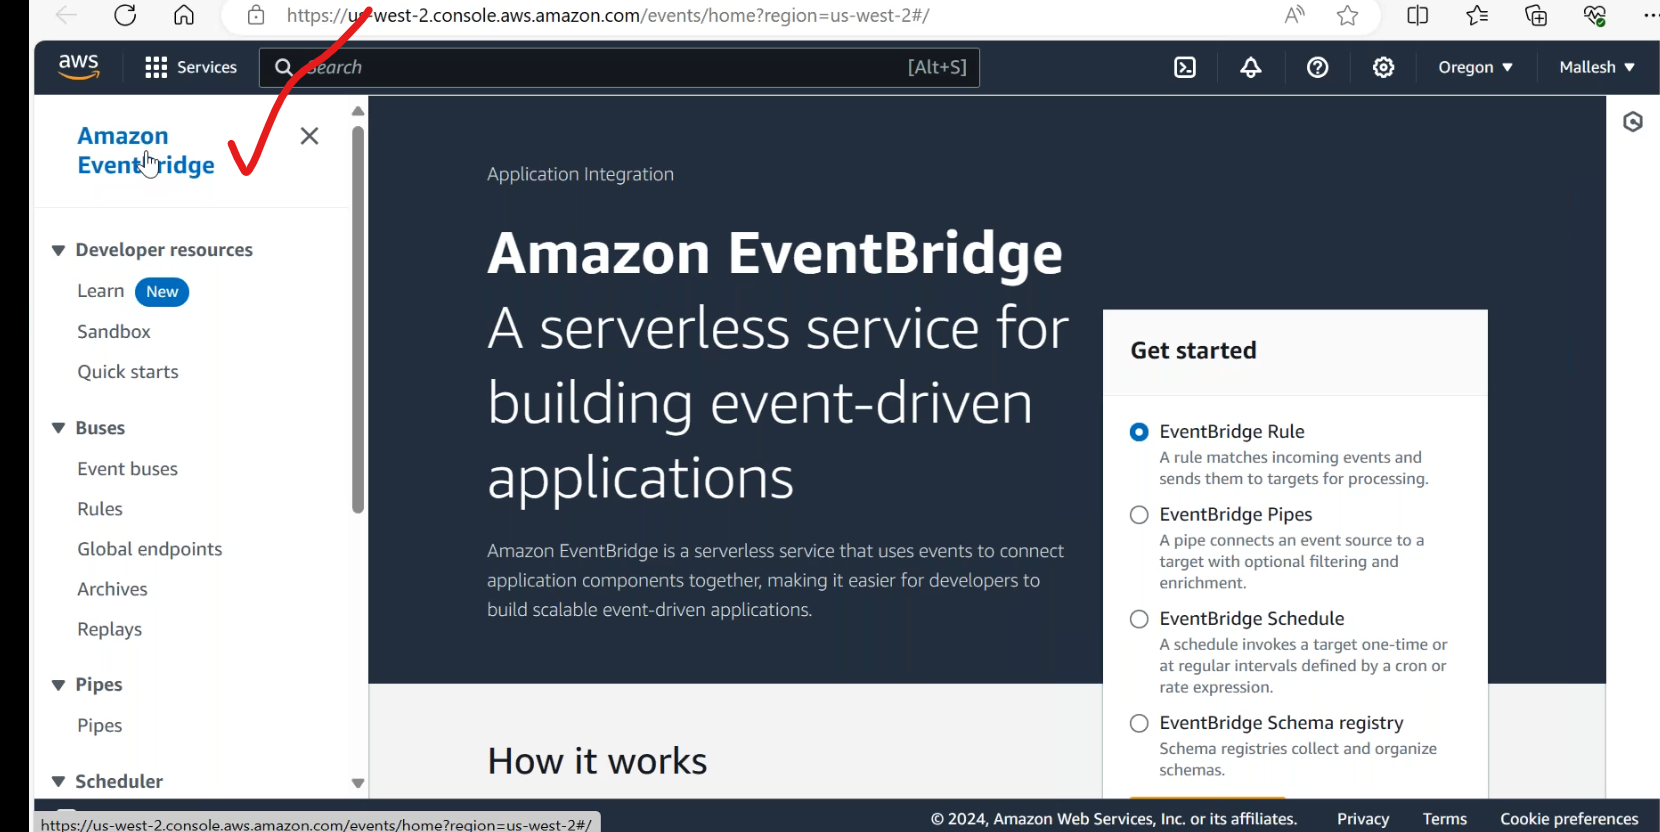 https://us-west-2.console.aws.amazon.com/events/home?region=us-west-2#/
aws
Services
Search
[Alt+S]
Oregon
Mallesh
Amazon
EventBridge
Developer resources
Learn New
Sandbox
Quick starts
Buses
Event buses
Rules
Global endpoints
Archives
Replays
Pipes
Pipes
Scheduler
Application Integration
Amazon EventBridge
A serverless service for
building event-driven
applications
Amazon EventBridge is a serverless service that uses events to connect
application components together, making it easier for developers to
build scalable event-driven applications.
How it works
Get started
EventBridge Rule
A rule matches incoming events and
sends them to targets for processing.
EventBridge Pipes
A pipe connects an event source to a
target with optional filtering and
enrichment.
EventBridge Schedule
A schedule invokes a target one-time or
at regular intervals defined by a cron or
rate expression.
EventBridge Schema registry
Schema registries collect and organize
schemas.
https://us-west-2.console.aws.amazon.com/events/home?region=us-west-2#/
© 2024, Amazon Web Services, Inc. or its affiliates.
Privacy
Terms
Cookie preferences